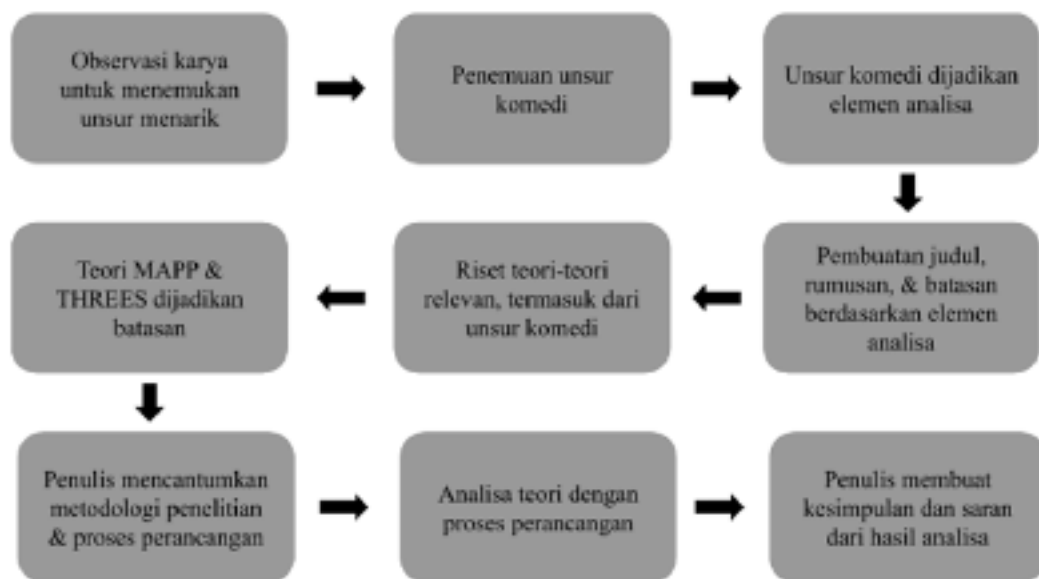 Observasi karya
untuk menemukan
unsur menarik
Penemuan unsur
komedi
Unsur komedi dijadikan
elemen analisa
Pembuatan judul,
rumusan, & batasan
berdasarkan elemen
analisa
Riset teori-teori
relevan, termasuk dari
unsur komedi
Teori MAPP &
THREES dijadikan
batasan
Penulis mencantumkan
metodologi penelitian
& proses perancangan
Analisa teori dengan
proses perancangan
Penulis membuat
kesimpulan dan saran
dari hasil analisa